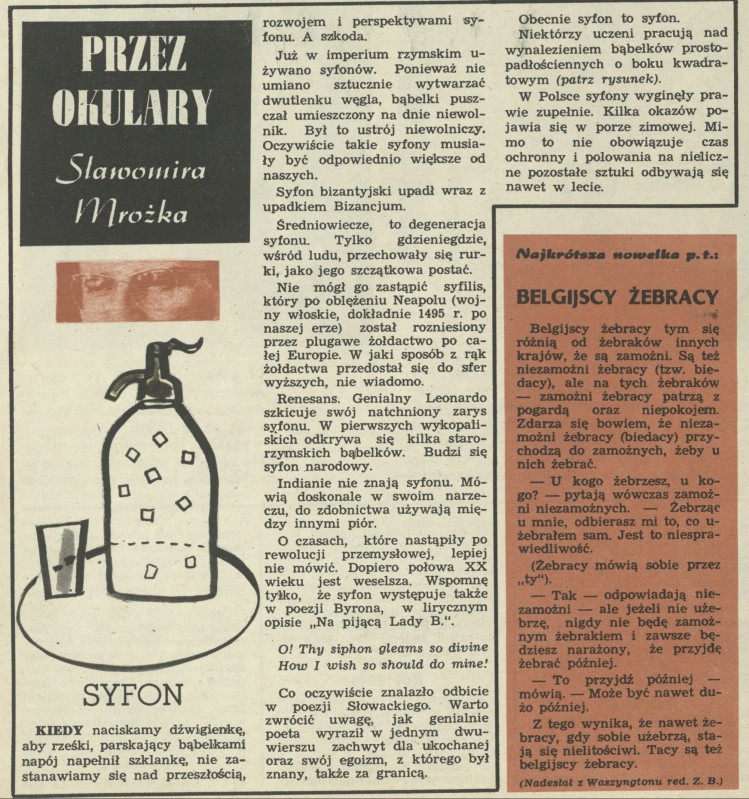 PRZEZ
OKULARY
Sławomira
Mrożka
SYFON
KIEDY naciskamy dźwigienkę,
aby rześki, parskający bąbelkami
napój napełnił szklankę, nie za-
stanawiamy się nad przeszłością,
rozwojem i perspektywami sy-
fonu. A szkoda.
Już w imperium rzymskim u-
żywano syfonów. Ponieważ nie
umiano sztucznie wytwarzać
dwutlenku węgla, bąbelki pusz-
czał umieszczony na dnie niewol-
nik. Był to ustrój niewolniczy.
Oczywiście takie syfony musia-
ły być odpowiednio większe od
naszych.
Syfon bizantyjski upadł wraz z
upadkiem Bizancjum.
Średniowiecze, to degeneracja
syfonu. Tylko gdzieniegdzie,
wśród ludu, przechowały się rur-
ki, jako jego szczątkowa postać.
Nie mógł go zastąpić syfilis,
który po oblężeniu Neapolu (woj-
ny włoskie, dokładnie 1495 r. po
naszej erze) został rozniesiony
przez plugawe żołdactwo po ca-
łej Europie. W jaki sposób z rąk
żołdactwa przedostał się do sfer
wyższych, nie wiadomo.
Renesans. Genialny Leonardo
szkicuje swój natchniony zarys
syfonu. W pierwszych wykopali-
skich odkrywa się kilka staro-
rzymskich bąbelków. Budzi się
syfon narodowy.
Indianie nie znają syfonu. Mó-
wią doskonale w swoim narze-
czu, do zdobnictwa używają mię-
dzy innymi piór.
O czasach, które nastąpiły po
rewolucji przemysłowej, lepiej
nie mówić. Dopiero połowa XX
wieku jest weselsza. Wspomnę
tylko, że syfon występuje także
w poezji Byrona, w lirycznym
opisie „Na pijącą Lady B.“.
O! Thy siphon gleams so divine
How I wish so should do mine!
Co oczywiście znalazło odbicie
w poezji Słowackiego. Warto
zwrócić uwagę, jak genialnie
poeta wyraził w jednym dwu-
wierszu zachwyt dla ukochanej
oraz swój egoizm, z którego był
znany, także za granicą.
Obecnie syfon to syfon.
Niektórzy uczeni pracują nad
wynalezieniem bąbelków prosto-
padłościennych o boku kwadra-
towym (patrz rysunek).
W Polsce syfony wyginęły pra-
wie zupełnie. Kilka okazów po-
jawia się w porze zimowej. Mi-
mo to nie obowiązuje czas
ochronny i polowania na nielicz-
ne pozostałe sztuki odbywają się
nawet w lecie.
Najkrótsza nowelka p.t.:
BELGIJSCY ŻEBRACY
Belgijscy żebracy tym się
różnią od żebraków innych
krajów, że są zamożni. Są też
niezamożni żebracy (tzw. bie-
dacy), ale na tych żebraków
— zamożni żebracy patrzą z
pogardą oraz niepokojem.
Zdarza się bowiem, że nieza-
możni żebracy (biedacy) przy-
chodzą do zamożnych, żeby u
nich żebrać.
— U kogo żebrzesz, u ko-
go? — pytają wówczas zamoż-
ni niezamożnych. — Żebrząc
u mnie, odbierasz mi to, co u-
żebrałem sam. Jest to niespra-
wiedliwość.
(Żebracy mówią sobie przez
„ty“).
— Tak — odpowiadają nie-
zamożni — ale jeżeli nie uże-
brzę, nigdy nie będę zamoż-
nym żebrakiem i zawsze bę-
dziesz narażony, że przyjdę
żebrać później.
— To przyjdź później —
mówią. — Może być nawet du-
żo później.
Z tego wynika, że nawet że-
bracy, gdy sobie użebrzą, sta-
ją się nielitościwi. Tacy są też
belgijscy żebracy.
(Nadesłał z Waszyngtonu red. Z. B.)